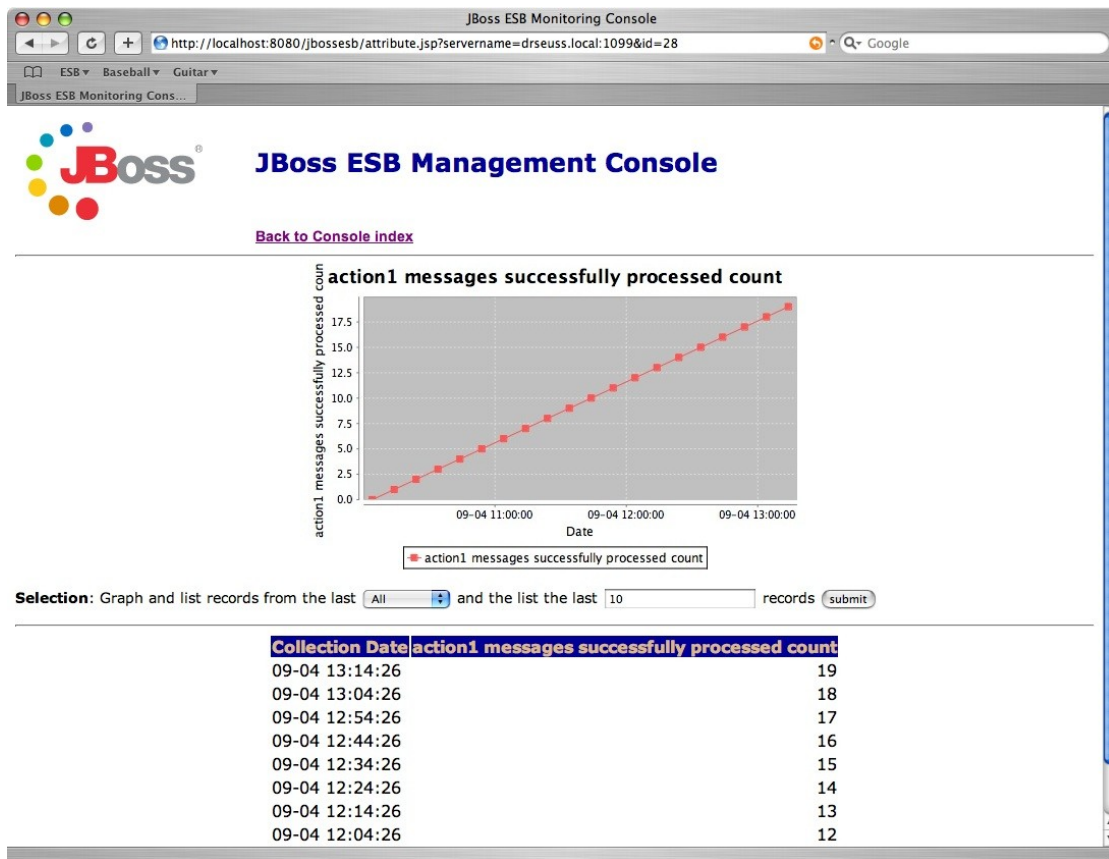 JBoss ESB Monitoring Console
http://localhost:8080/jbossesb/attribute.jsp?servername=drseuss.local:1099&id=28
Google
ESB Baseball Guitar
JBoss ESB Monitoring Cons...
JBoss®
JBoss ESB Management Console
Back to Console index
action1 messages successfully processed count
action1 messages successfully processed coun
17.5
15.0
12.5
10.0
7.5
5.0
2.5
0.0
09-04 11:00:00 09-04 12:00:00 09-04 13:00:00
Date
action1 messages successfully processed count
Selection: Graph and list records from the last All and the list the last 10 records submit
Collection Date action1 messages successfully processed count
09-04 13:14:26 19
09-04 13:04:26 18
09-04 12:54:26 17
09-04 12:44:26 16
09-04 12:34:26 15
09-04 12:24:26 14
09-04 12:14:26 13
09-04 12:04:26 12